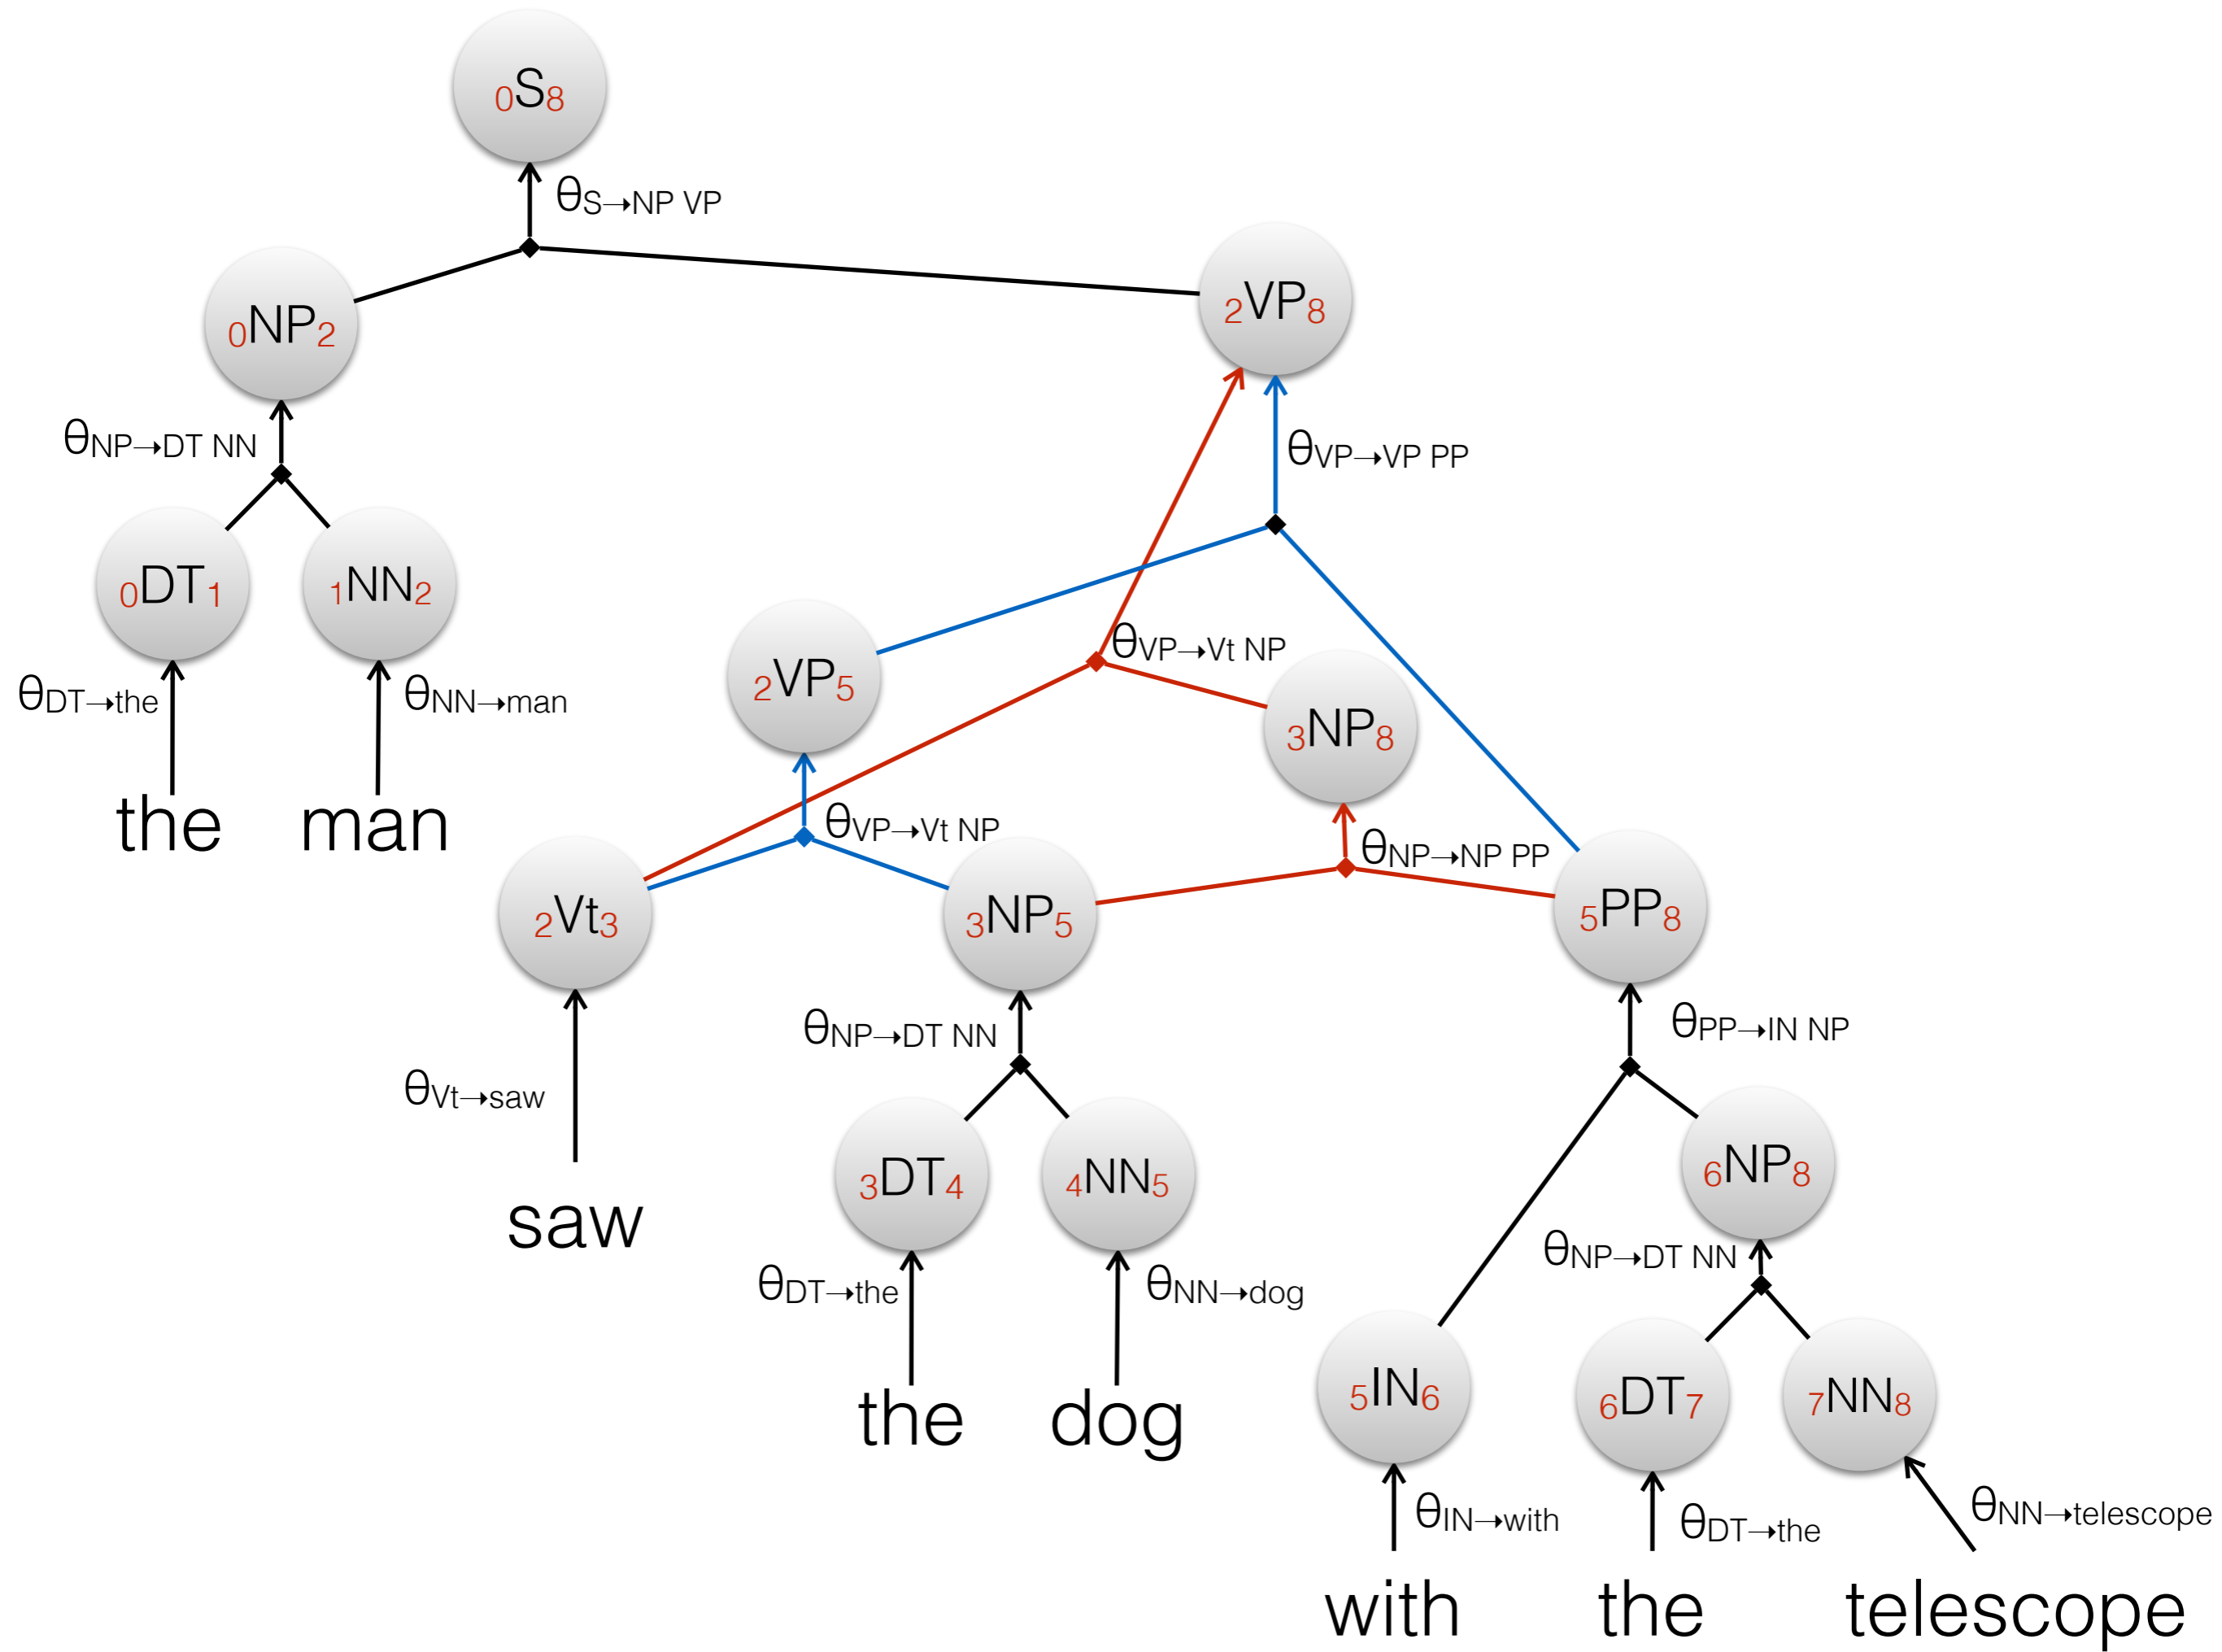 0S8
θS→NP VP
0NP2
2VP8
θNP→DT NN
θVP→VP PP
0DT1
1NN2
2VP5
θVP→Vt NP
3NP8
θDT→the
θNN→man
the
man
θVP→Vt NP
θNP→NP PP
2Vt3
3NP5
5PP8
θNP→DT NN
θPP→IN NP
θVt→saw
3DT4
4NN5
6NP8
saw
θDT→the
θNN→dog
θNP→DT NN
the
dog
5IN6
6DT7
7NN8
θIN→with
θDT→the
θNN→telescope
with
the
telescope